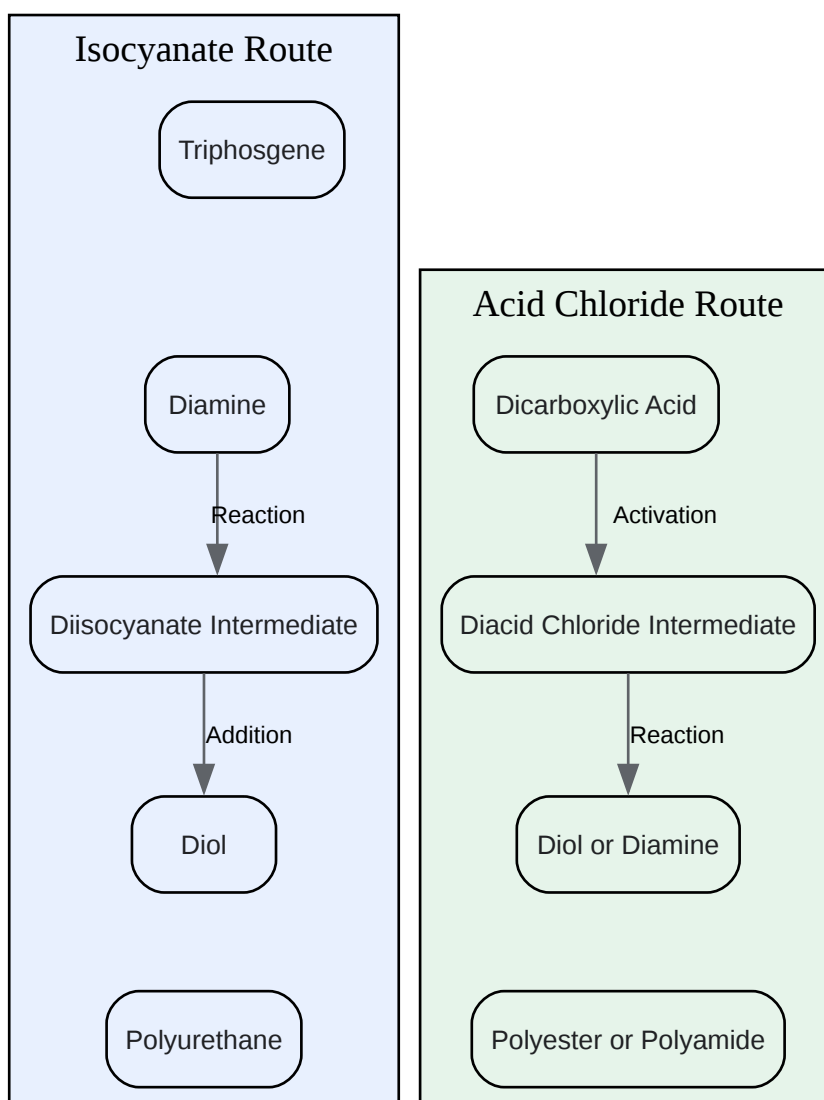 Isocyanate Route
Triphosgene
Diamine
Reaction
Diisocyanate Intermediate
Addition
Diol
Polyurethane
Acid Chloride Route
Dicarboxylic Acid
Activation
Diacid Chloride Intermediate
Reaction
Diol or Diamine
Polyester or Polyamide